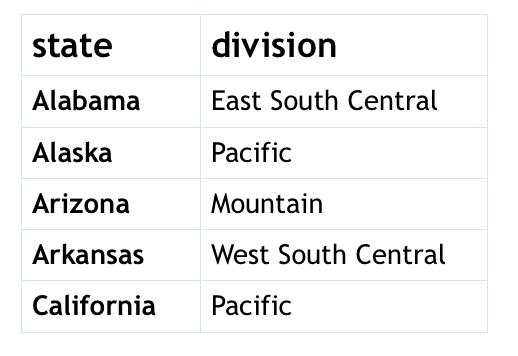 state division
Alabama East South Central
Alaska Pacific
Arizona Mountain
Arkansas West South Central
California Pacific